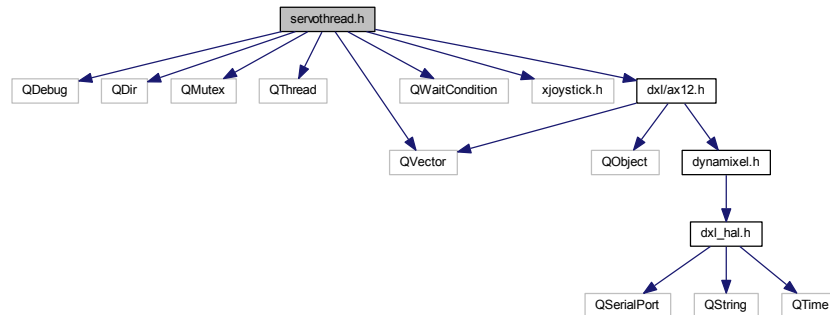 servothread.h
QDebug
QDir
QMutex
QThread
QWaitCondition
xjoystick.h
dxl/ax12.h
QVector
QObject
dynamixel.h
dxl_hal.h
QSerialPort
QString
QTime